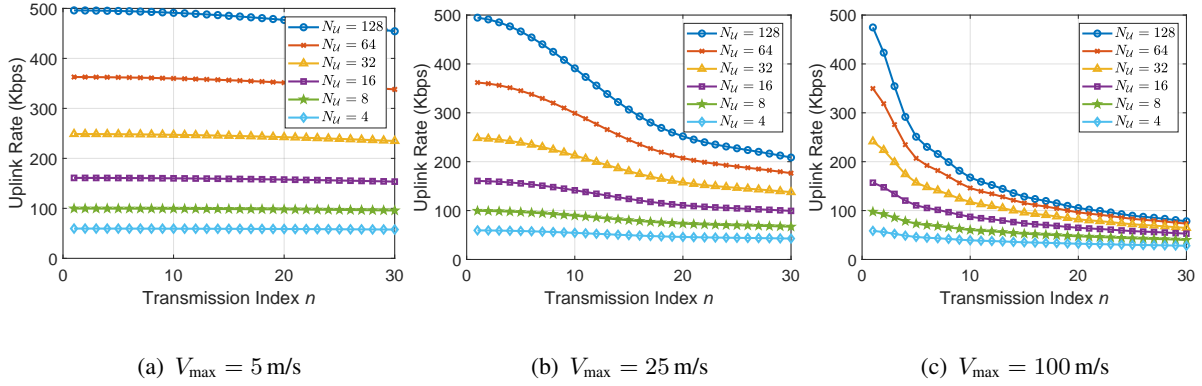 500
400
300
200
100
0
Uplink Rate (Kbps)
0
10
20
30
Transmission Index n
N_𝒰 = 128
N_𝒰 = 64
N_𝒰 = 32
N_𝒰 = 16
N_𝒰 = 8
N_𝒰 = 4
(a) V_max = 5 m/s
500
400
300
200
100
0
Uplink Rate (Kbps)
0
10
20
30
Transmission Index n
N_𝒰 = 128
N_𝒰 = 64
N_𝒰 = 32
N_𝒰 = 16
N_𝒰 = 8
N_𝒰 = 4
(b) V_max = 25 m/s
500
400
300
200
100
0
Uplink Rate (Kbps)
0
10
20
30
Transmission Index n
N_𝒰 = 128
N_𝒰 = 64
N_𝒰 = 32
N_𝒰 = 16
N_𝒰 = 8
N_𝒰 = 4
(c) V_max = 100 m/s